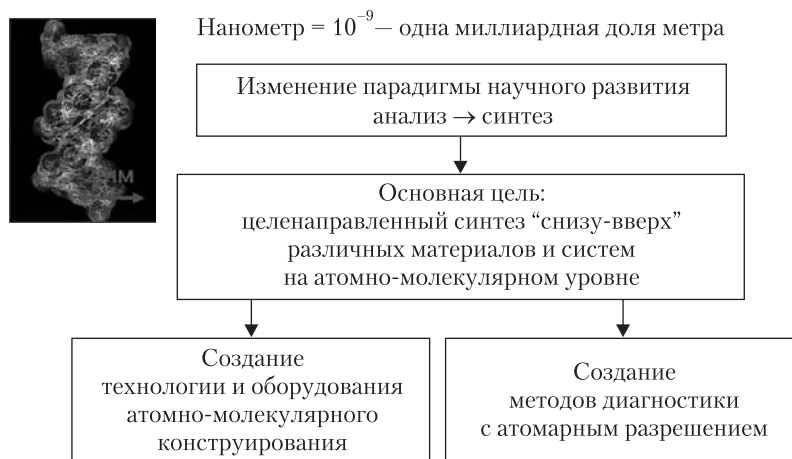 Нанометр = 10⁻⁹ — одна миллиардная доля метра
Изменение парадигмы научного развития
анализ → синтез
Основная цель:
целенаправленный синтез “снизу-вверх”
различных материалов и систем
на атомно-молекулярном уровне
Создание
технологии и оборудования
атомно-молекулярного
конструирования
Создание
методов диагностики
с атомарным разрешением